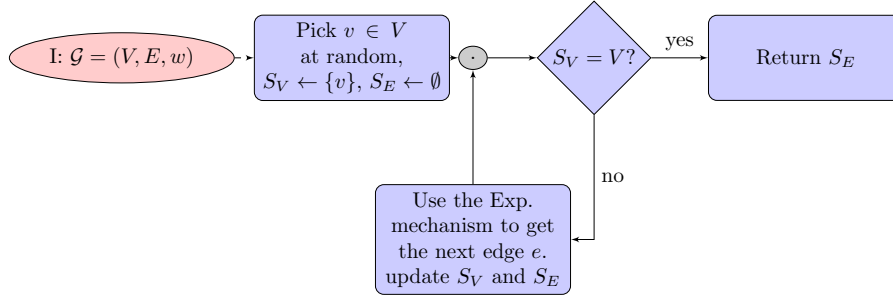 I: 𝒢 = (V, E, w)
Pick v ∈ V
at random,
S_V ← {v}, S_E ← ∅
·
S_V = V?
yes
Return S_E
no
Use the Exp.
mechanism to get
the next edge e.
update S_V and S_E